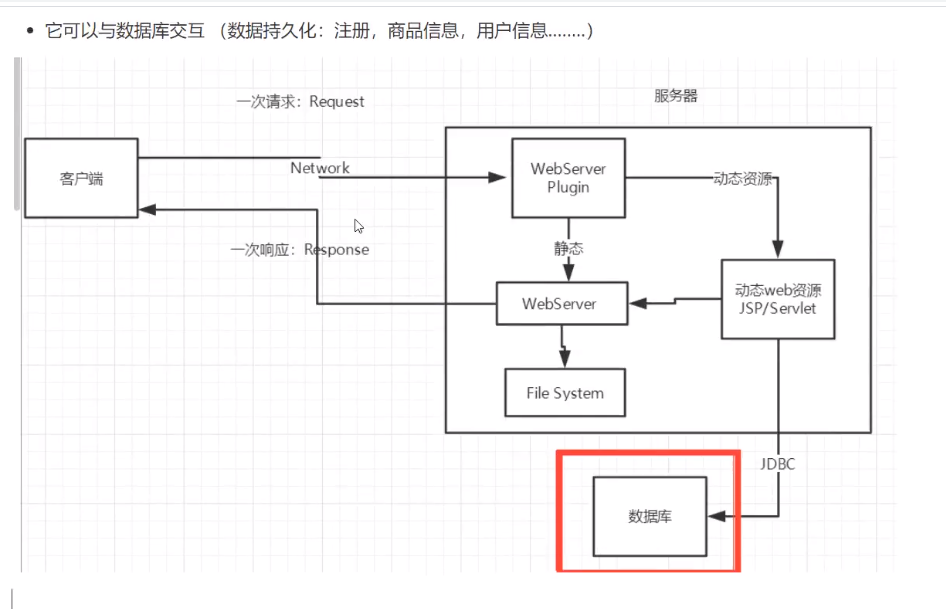 它可以与数据库交互 （数据持久化：注册，商品信息，用户信息........）
一次请求：Request
服务器
客户端
Network
WebServer
Plugin
动态资源
一次响应：Response
静态
WebServer
动态web资源
JSP/Servlet
File System
JDBC
数据库